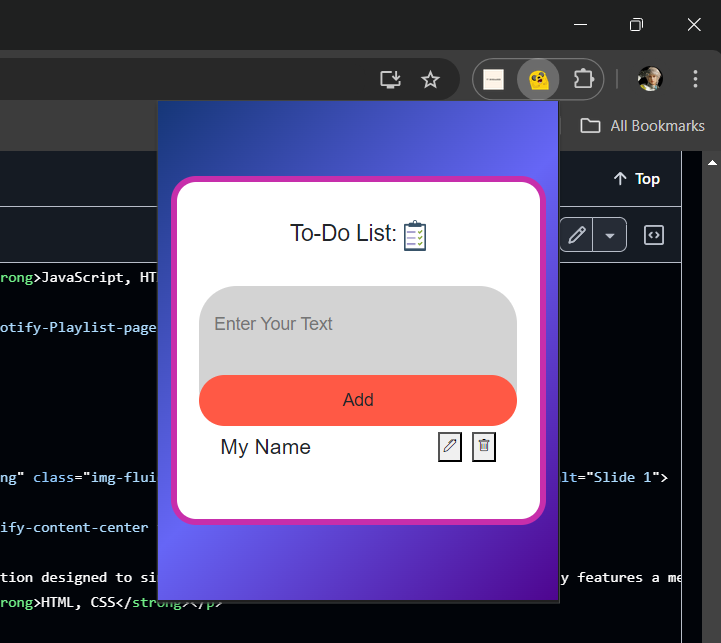 All Bookmarks
Top
rong>JavaScript, HT
otify-Playlist-page
ng" class="img-flui
lt="Slide 1">
ify-content-center
tion designed to si
y features a me
rong>HTML, CSS</strong></p>
To-Do List:
Enter Your Text
Add
My Name